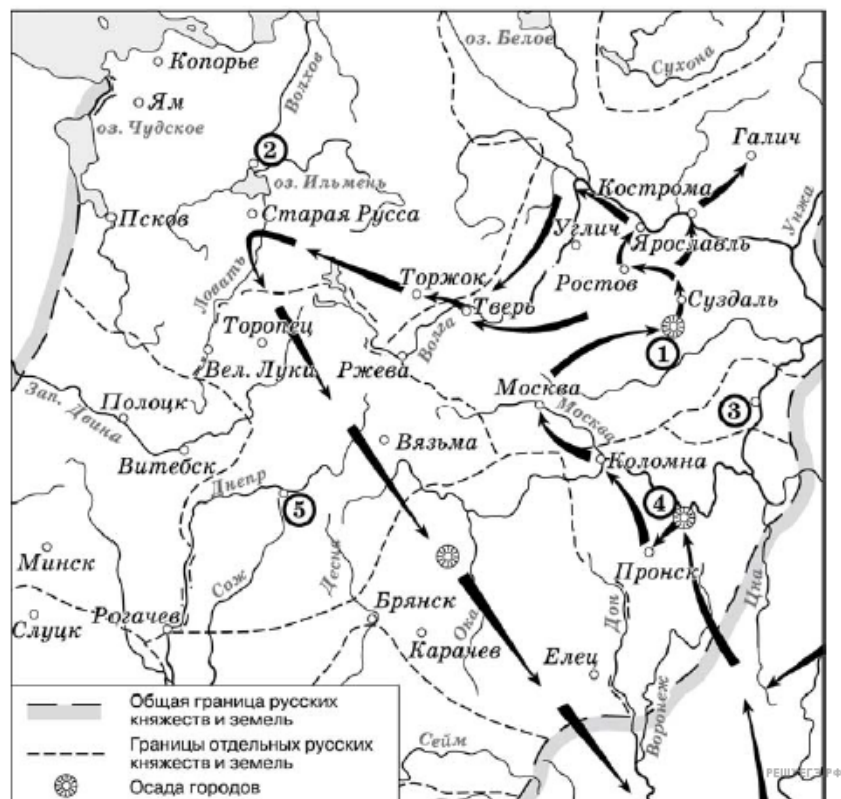 оз. Белое
Сухона
Копорье
Волхов
Ям
оз. Чудское
Галич
2
оз. Ильмень
Кострома
Унжа
Псков
Старая Русса
Углич
Ярославль
Ловать
Торжок
Ростов
Тверь
Суздаль
Торопец
Волга
1
Вел. Луки
Ржева
Москва
Зап. Двина
Полоцк
Москва
3
Вязьма
Витебск
Коломна
Днепр
4
5
Минск
Десна
Пронск
Цна
Сож
Слуцк
Рогачев
Брянск
Ока
Дон
Карачев
Елец
Воронеж
Общая граница русских
княжеств и земель
Границы отдельных русских
княжеств и земель
Сейм
РЕШУЕГЭ.РФ
Осада городов